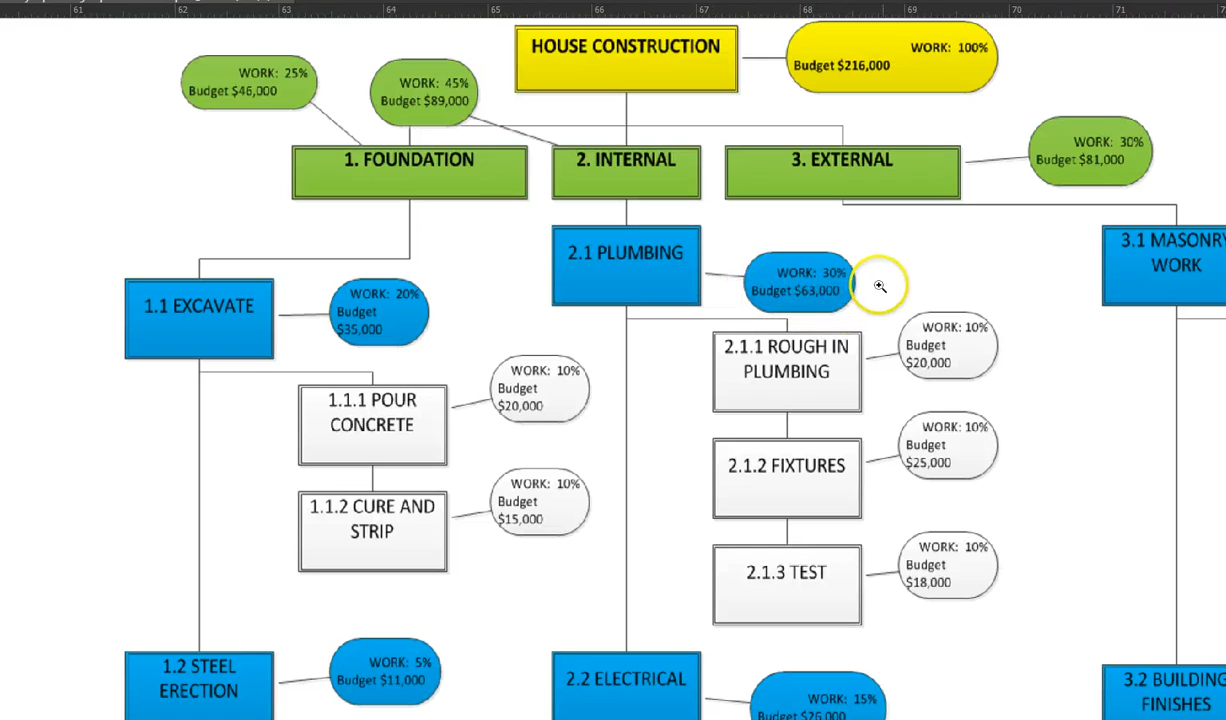 61 62 63 64 65 66 67 68 69 70 71
HOUSE CONSTRUCTION
WORK: 100%
Budget $216,000
WORK: 25%
Budget $46,000
WORK: 45%
Budget $89,000
1. FOUNDATION
2. INTERNAL
3. EXTERNAL
WORK: 30%
Budget $81,000
1.1 EXCAVATE
WORK: 20%
Budget
$35,000
2.1 PLUMBING
WORK: 30%
Budget $63,000
3.1 MASONRY
WORK
1.1.1 POUR
CONCRETE
WORK: 10%
Budget
$20,000
1.1.2 CURE AND
STRIP
WORK: 10%
Budget
$15,000
2.1.1 ROUGH IN
PLUMBING
WORK: 10%
Budget
$20,000
2.1.2 FIXTURES
WORK: 10%
Budget
$25,000
2.1.3 TEST
WORK: 10%
Budget
$18,000
1.2 STEEL
ERECTION
WORK: 5%
Budget $11,000
2.2 ELECTRICAL
WORK: 15%
Budget $26,000
3.2 BUILDING
FINISHES